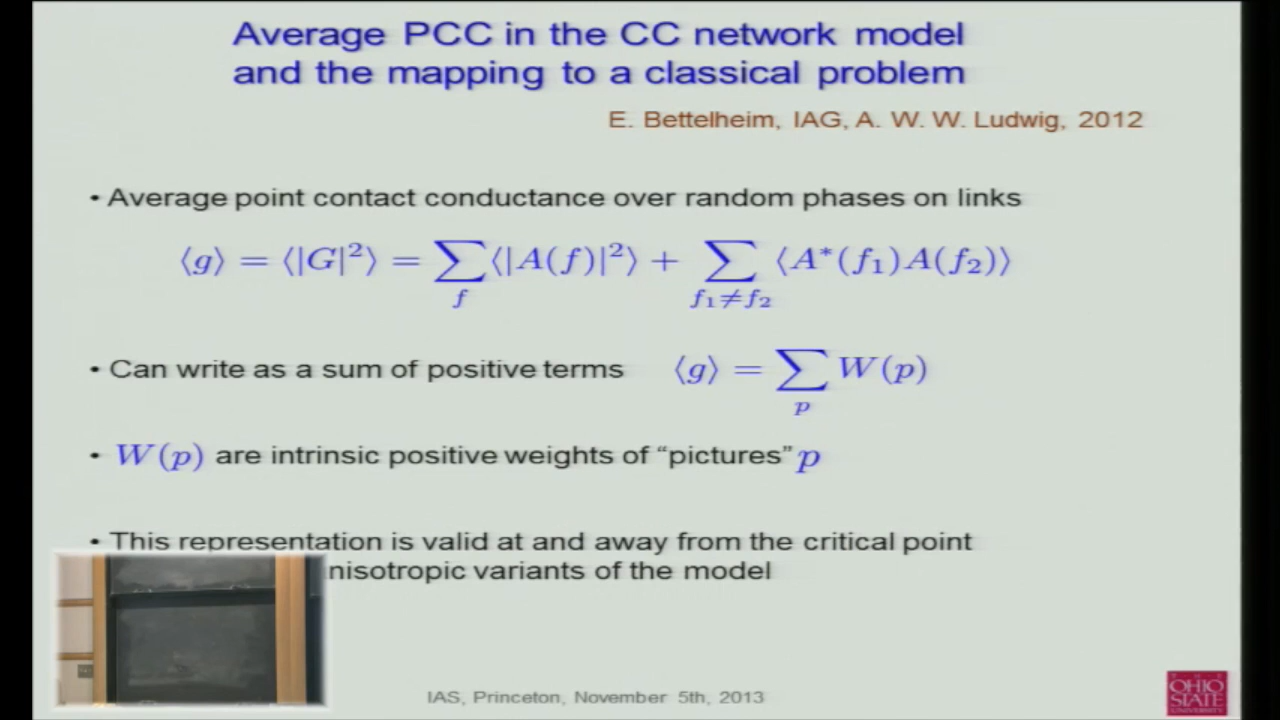 Average PCC in the CC network model
and the mapping to a classical problem
E. Bettelheim, IAG, A. W. W. Ludwig, 2012
• Average point contact conductance over random phases on links
⟨g⟩ = ⟨|G|²⟩ = ∑_f ⟨|A(f)|²⟩ + ∑_{f₁≠f₂} ⟨A*(f₁)A(f₂)⟩
• Can write as a sum of positive terms ⟨g⟩ = ∑_p W(p)
• W(p) are intrinsic positive weights of “pictures” p
• This representation is valid at and away from the critical point
nisotropic variants of the model
IAS, Princeton, November 5th, 2013
OHIO
STATE
UNIVERSITY